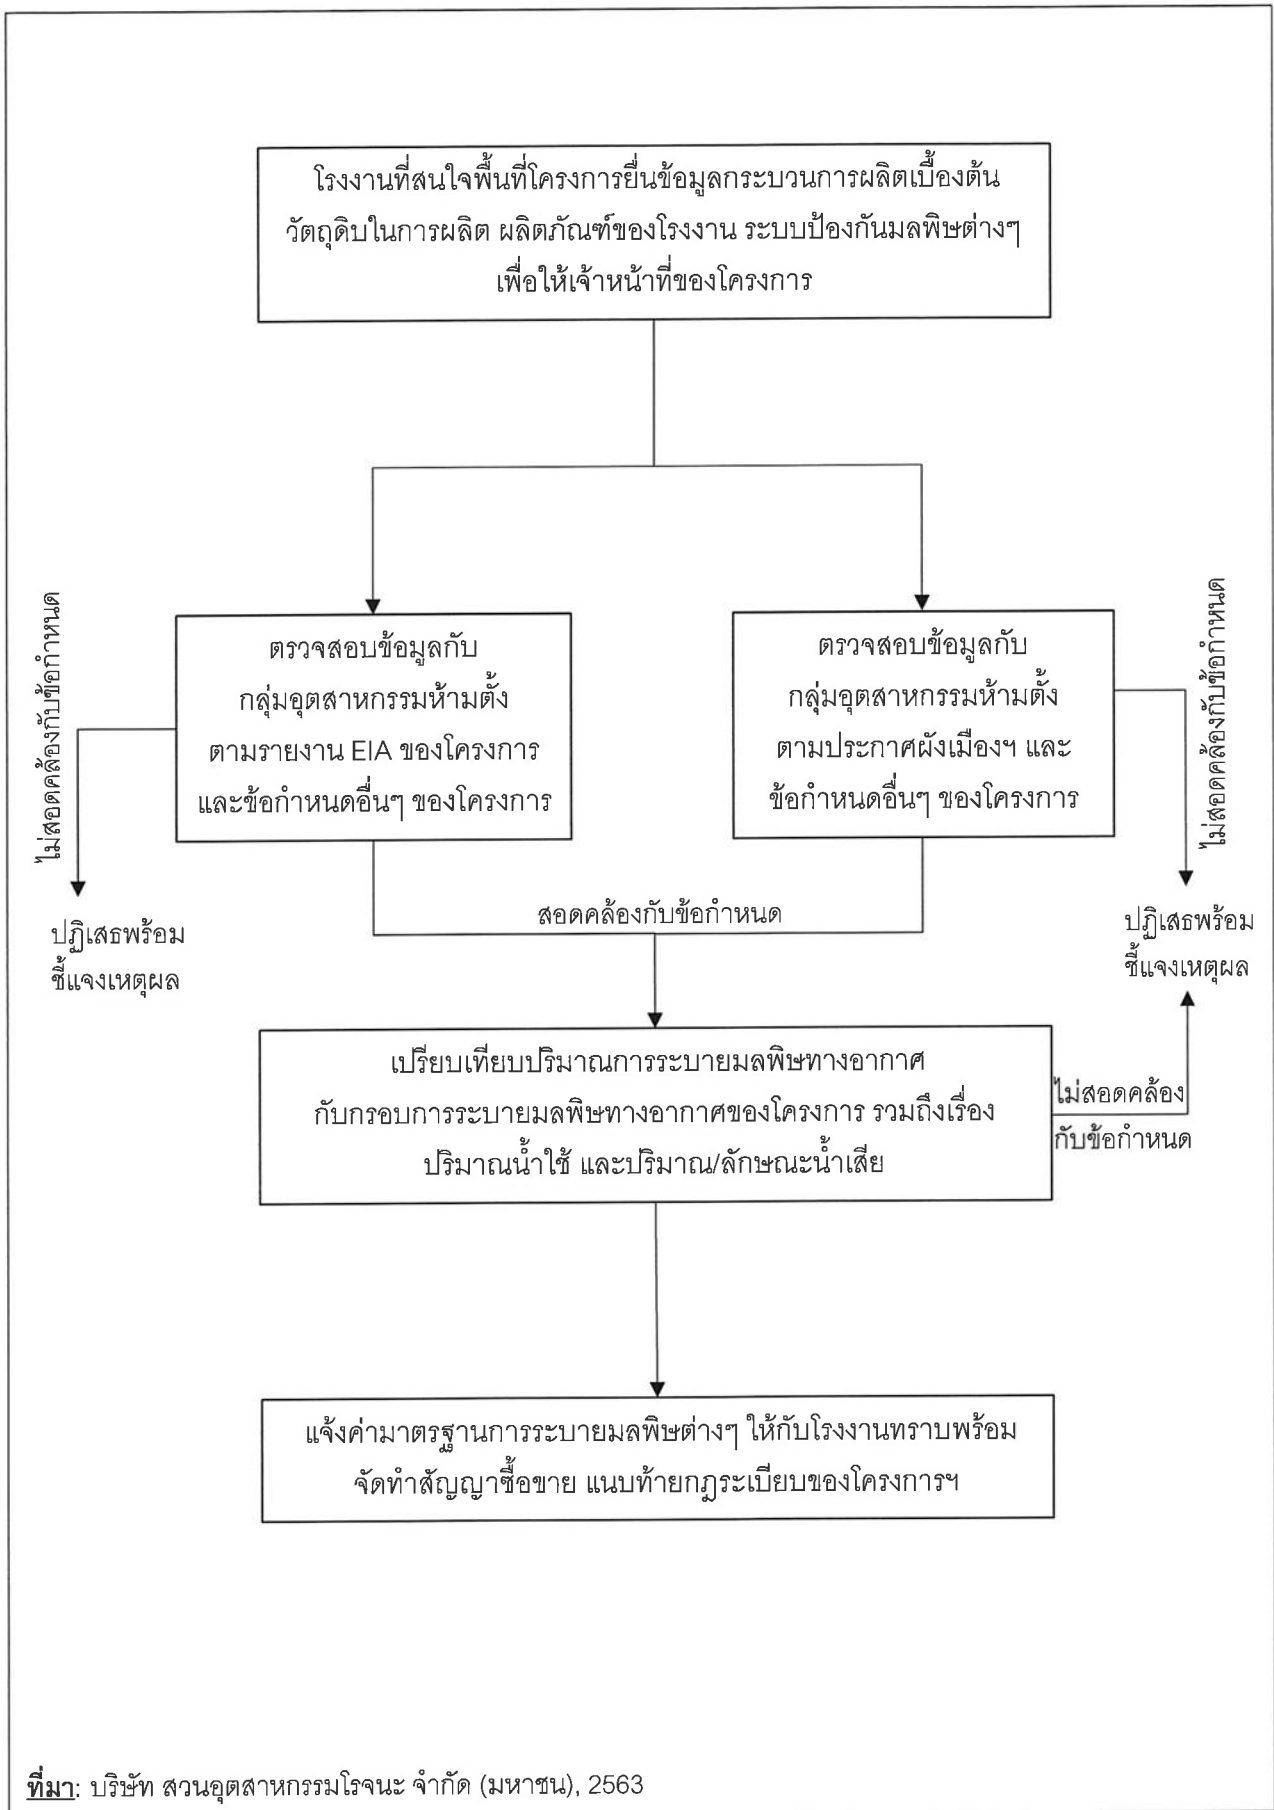 โรงงานที่สนใจพื้นที่โครงการยื่นข้อมูลกระบวนการผลิตเบื้องต้น
วัตถุดิบในการผลิต ผลิตภัณฑ์ของโรงงาน ระบบป้องกันมลพิษต่างๆ
เพื่อให้เจ้าหน้าที่ของโครงการ
ไม่สอดคล้องกับข้อกำหนด
ตรวจสอบข้อมูลกับ
กลุ่มอุตสาหกรรมห้ามตั้ง
ตามรายงาน EIA ของโครงการ
และข้อกำหนดอื่นๆ ของโครงการ
ตรวจสอบข้อมูลกับ
กลุ่มอุตสาหกรรมห้ามตั้ง
ตามประกาศผังเมืองฯ และ
ข้อกำหนดอื่นๆ ของโครงการ
ไม่สอดคล้องกับข้อกำหนด
ปฏิเสธพร้อม
ชี้แจงเหตุผล
สอดคล้องกับข้อกำหนด
ปฏิเสธพร้อม
ชี้แจงเหตุผล
เปรียบเทียบปริมาณการระบายมลพิษทางอากาศ
กับกรอบการระบายมลพิษทางอากาศของโครงการ รวมถึงเรื่อง
ปริมาณน้ำใช้ และปริมาณ/ลักษณะน้ำเสีย
ไม่สอดคล้อง
กับข้อกำหนด
แจ้งค่ามาตรฐานการระบายมลพิษต่างๆ ให้กับโรงงานทราบพร้อม
จัดทำสัญญาซื้อขาย แนบท้ายกฎระเบียบของโครงการฯ
ที่มา: บริษัท สวนอุตสาหกรรมโรจนะ จำกัด (มหาชน), 2563